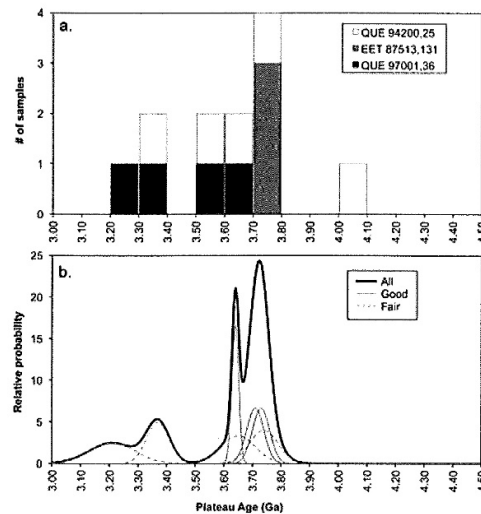 a.
QUE 94200,25
EET 87513,131
QUE 97001,36
# of samples
4
3
2
1
0
3.00 3.10 3.20 3.30 3.40 3.50 3.60 3.70 3.80 3.90 4.00 4.10 4.20 4.30 4.40 4.50
b.
All
Good
Fair
Relative probability
25
20
15
10
5
0
3.00 3.10 3.20 3.30 3.40 3.50 3.60 3.70 3.80 3.90 4.00 4.10 4.20 4.30 4.40 4.50
Plateau Age (Ga)